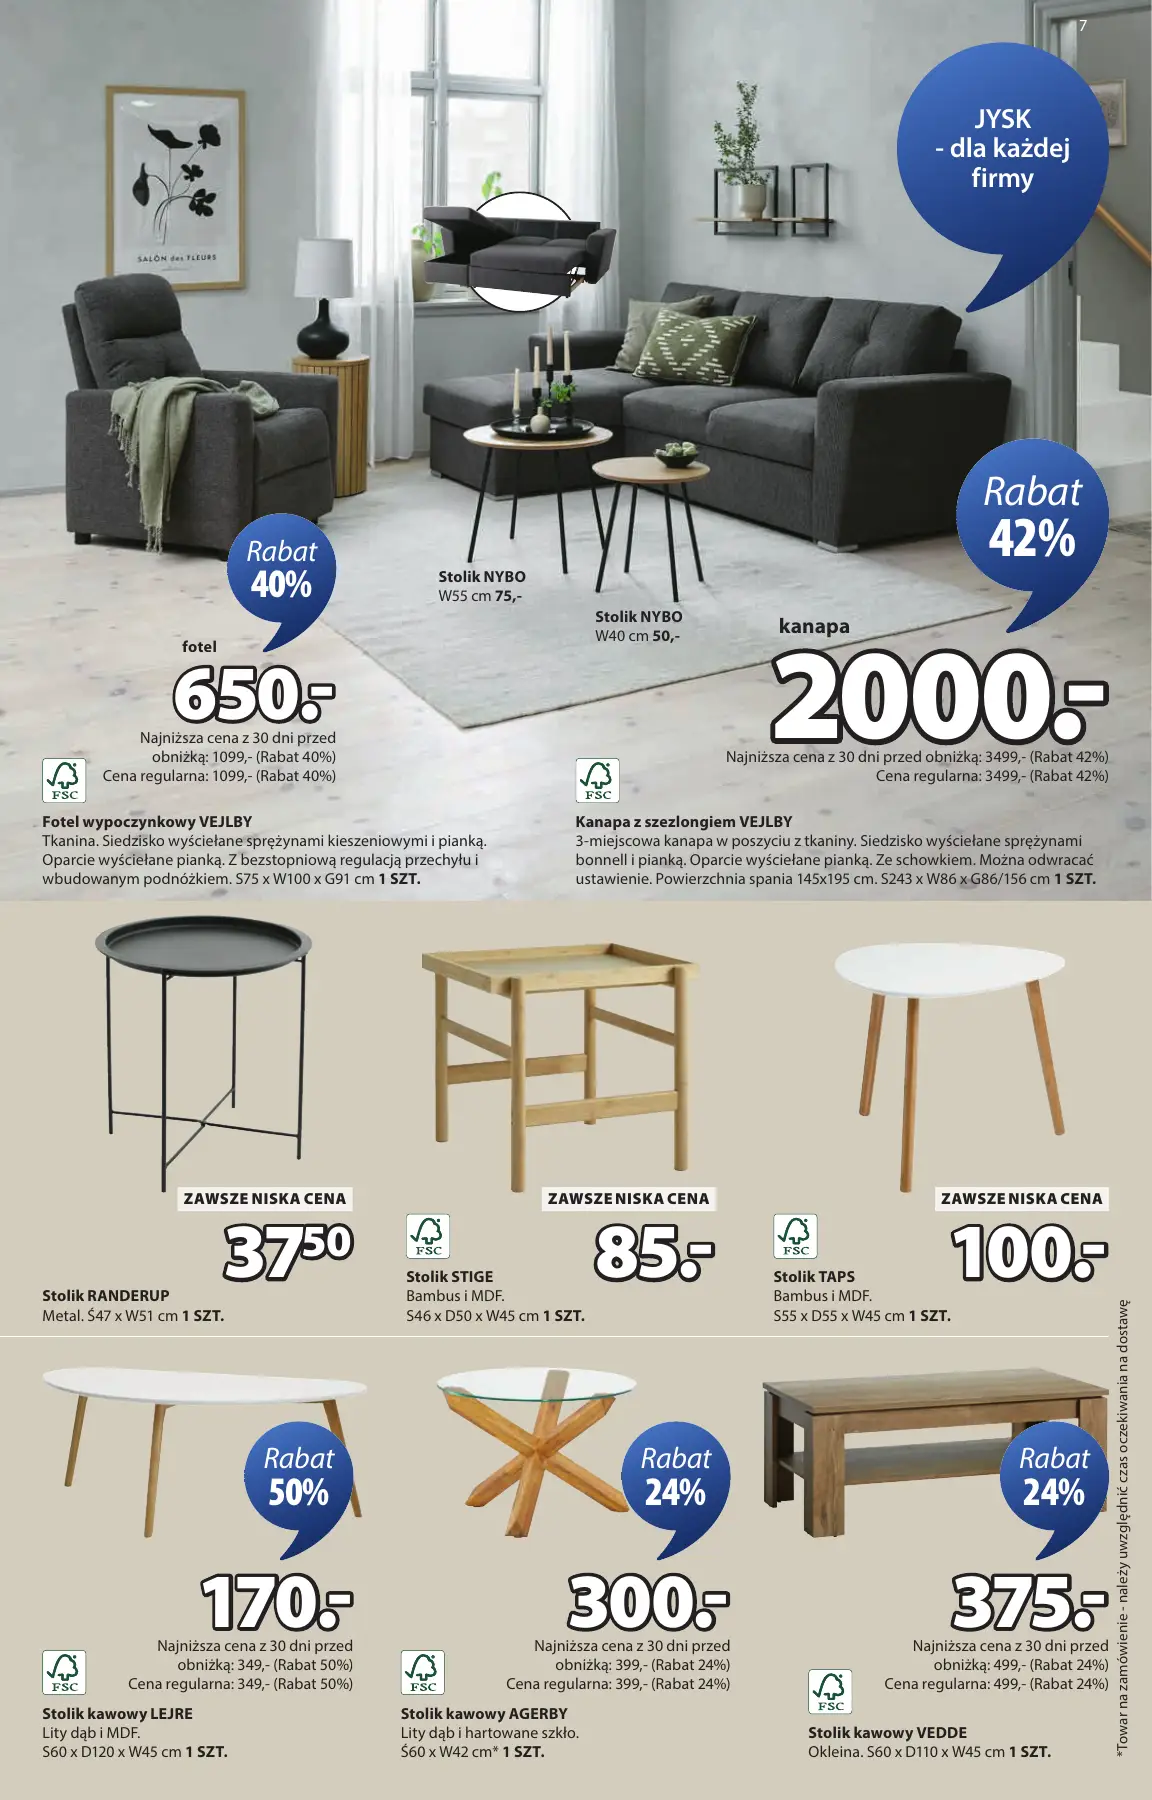 7
JYSK
- dla każdej
firmy
SALÓN des FLEURS
Rabat
42%
Rabat
40%
Stolik NYBO
W55 cm 75,-
Stolik NYBO
W40 cm 50,-
fotel
650.-
Najniższa cena z 30 dni przed
obniżką: 1099,- (Rabat 40%)
Cena regularna: 1099,- (Rabat 40%)
FSC
Fotel wypoczynkowy VEJLBY
Tkanina. Siedzisko wyściełane sprężynami kieszeniowymi i pianką.
Oparcie wyściełane pianką. Z bezstopniową regulacją przechyłu i
wbudowanym podnóżkiem. S75 x W100 x G91 cm 1 SZT.
kanapa
2000.-
Najniższa cena z 30 dni przed obniżką: 3499,- (Rabat 42%)
Cena regularna: 3499,- (Rabat 42%)
FSC
Kanapa z szezlongiem VEJLBY
3-miejscowa kanapa w poszyciu z tkaniny. Siedzisko wyściełane sprężynami
bonnell i pianką. Oparcie wyściełane pianką. Ze schowkiem. Można odwracać
ustawienie. Powierzchnia spania 145x195 cm. S243 x W86 x G86/156 cm 1 SZT.
ZAWSZE NISKA CENA
3750
Stolik RANDERUP
Metal. Ś47 x W51 cm 1 SZT.
ZAWSZE NISKA CENA
85.-
FSC
Stolik STIGE
Bambus i MDF.
S46 x D50 x W45 cm 1 SZT.
ZAWSZE NISKA CENA
100.-
FSC
Stolik TAPS
Bambus i MDF.
S55 x D55 x W45 cm 1 SZT.
Rabat
50%
170.-
Najniższa cena z 30 dni przed
obniżką: 349,- (Rabat 50%)
Cena regularna: 349,- (Rabat 50%)
FSC
Stolik kawowy LEJRE
Lity dąb i MDF.
S60 x D120 x W45 cm 1 SZT.
Rabat
24%
300.-
Najniższa cena z 30 dni przed
obniżką: 399,- (Rabat 24%)
Cena regularna: 399,- (Rabat 24%)
FSC
Stolik kawowy AGERBY
Lity dąb i hartowane szkło.
Ś60 x W42 cm* 1 SZT.
Rabat
24%
375.-
Najniższa cena z 30 dni przed
obniżką: 499,- (Rabat 24%)
Cena regularna: 499,- (Rabat 24%)
FSC
Stolik kawowy VEDDE
Okleina. S60 x D110 x W45 cm 1 SZT.
*Towar na zamówienie - należy uwzględnić czas oczekiwania na dostawę